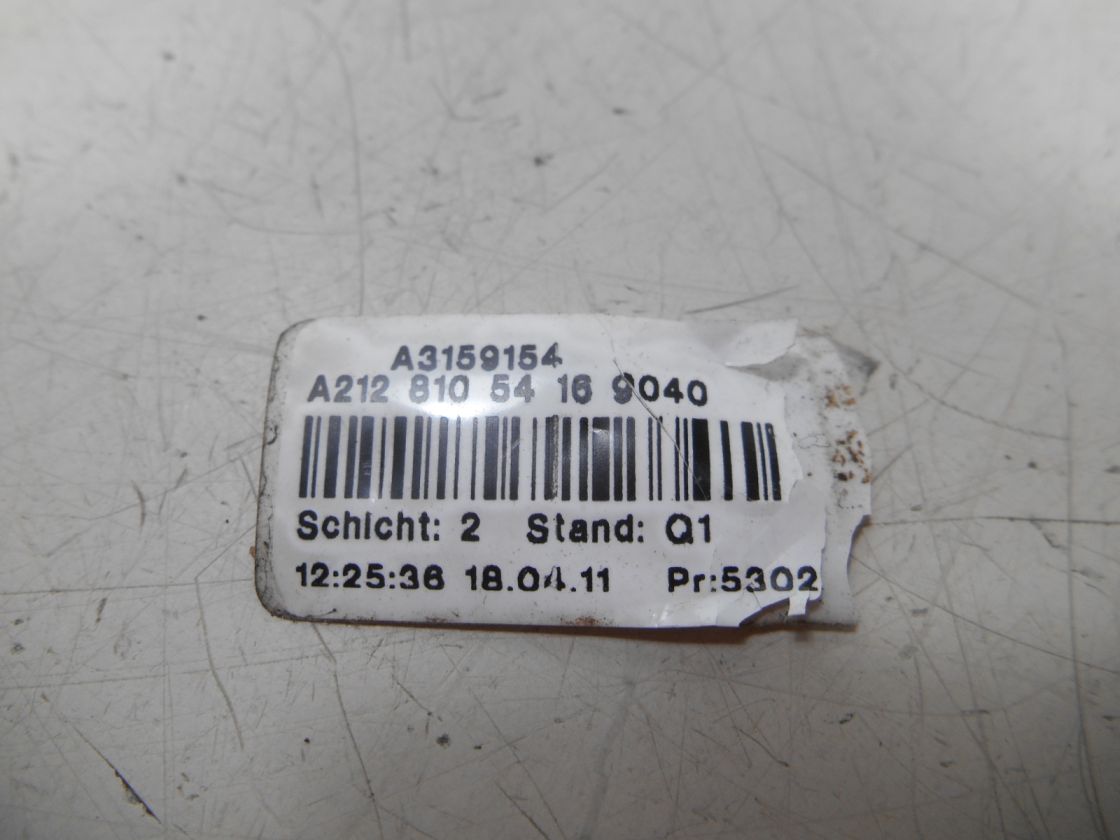 A3159154
A212 810 54 16 9040
Schicht: 2 Stand: Q1
12:25:36 18.04.11 Pr:5302